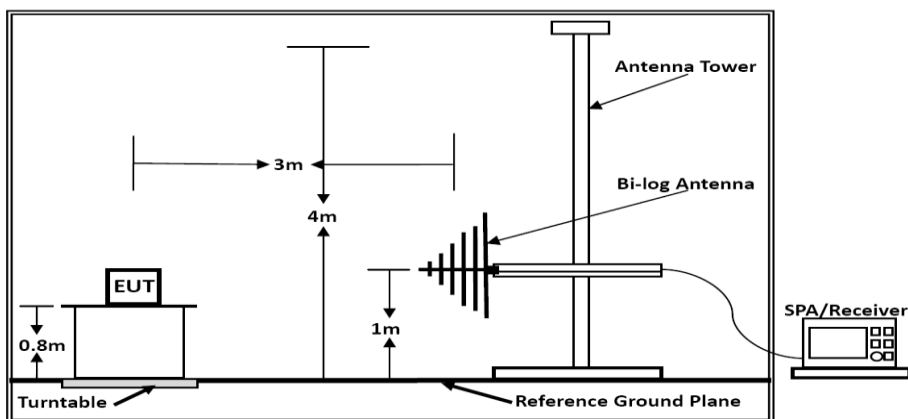 Antenna Tower
3m
Bi-log Antenna
4m
EUT
SPA/Receiver
1m
0.8m
Turntable
Reference Ground Plane